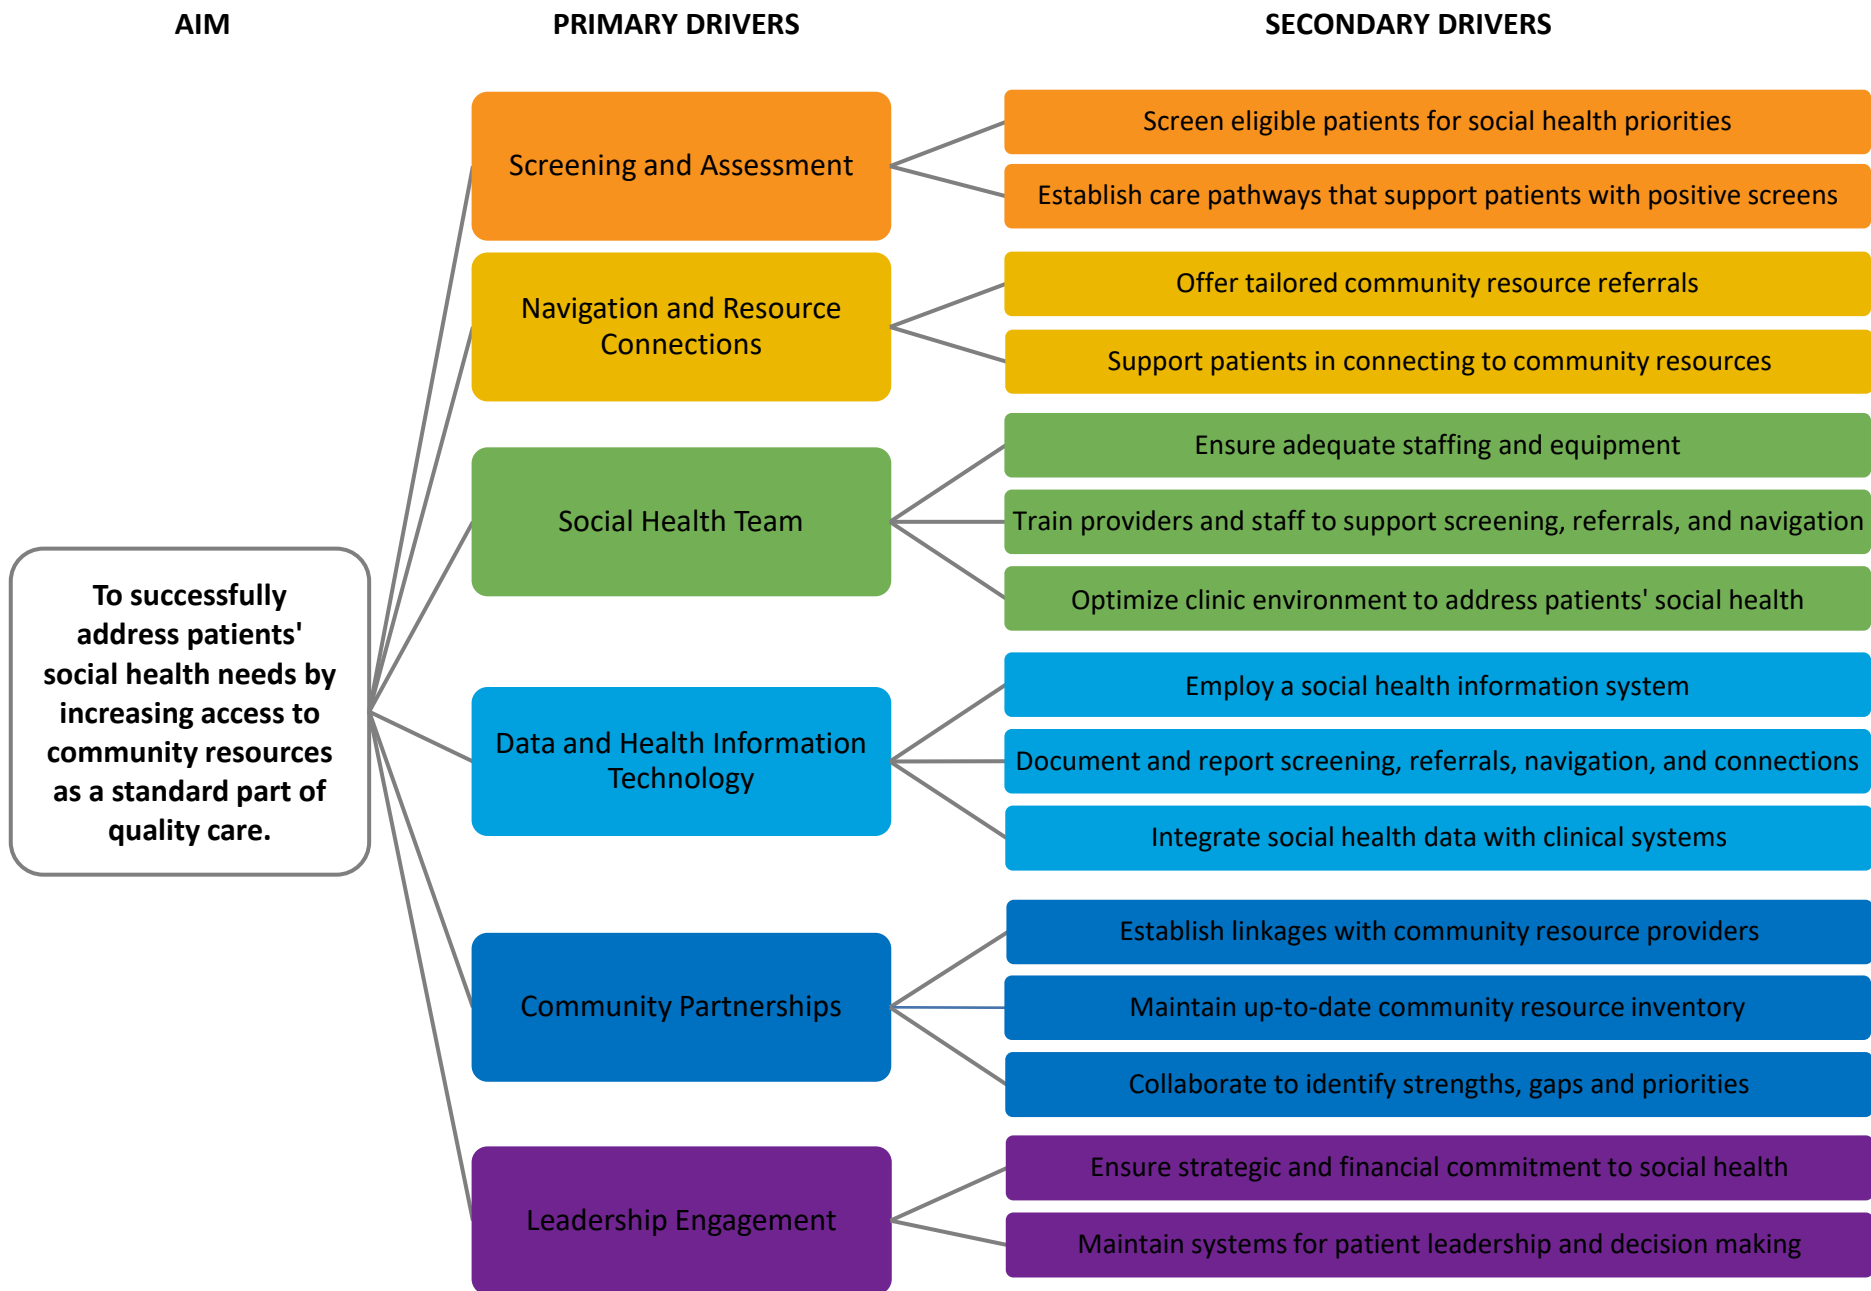 AIM
PRIMARY DRIVERS
SECONDARY DRIVERS
To successfully
address patients'
social health needs by
increasing access to
community resources
as a standard part of
quality care.
Screening and Assessment
Screen eligible patients for social health priorities
Establish care pathways that support patients with positive screens
Navigation and Resource
Connections
Offer tailored community resource referrals
Support patients in connecting to community resources
Social Health Team
Ensure adequate staffing and equipment
Train providers and staff to support screening, referrals, and navigation
Optimize clinic environment to address patients' social health
Data and Health Information
Technology
Employ a social health information system
Document and report screening, referrals, navigation, and connections
Integrate social health data with clinical systems
Community Partnerships
Establish linkages with community resource providers
Maintain up-to-date community resource inventory
Collaborate to identify strengths, gaps and priorities
Leadership Engagement
Ensure strategic and financial commitment to social health
Maintain systems for patient leadership and decision making